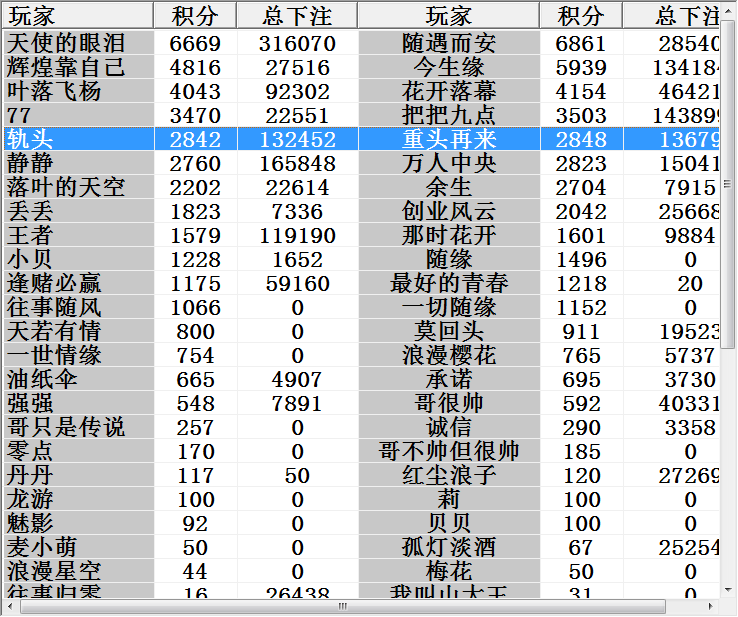 玩家 积分 总下注 玩家 积分 总下注
天使的眼泪 6669 316070 随遇而安 6861 28540
辉煌靠自己 4816 27516 今生缘 5939 134184
叶落飞杨 4043 92302 花开落幕 4154 46421
77 3470 22551 把把九点 3503 143899
轨头 2842 132452 重头再来 2848 13679
静静 2760 165848 万人中央 2823 15041
落叶的天空 2202 22614 余生 2704 7915
丢丢 1823 7336 创业风云 2042 25668
王者 1579 119190 那时花开 1601 9884
小贝 1228 1652 随缘 1496 0
逢赌必赢 1175 59160 最好的青春 1218 20
往事随风 1066 0 一切随缘 1152 0
天若有情 800 0 莫回头 911 19523
一世情缘 754 0 浪漫樱花 765 5737
油纸伞 665 4907 承诺 695 3730
强强 548 7891 哥很帅 592 40331
哥只是传说 257 0 诚信 290 3358
零点 170 0 哥不帅但很帅 185 0
丹丹 117 50 红尘浪子 120 27269
龙游 100 0 莉 100 0
魅影 92 0 贝贝 100 0
麦小萌 50 0 孤灯淡酒 67 25254
浪漫星空 44 0 梅花 50 0
往事归零 16 26438 我叫山大王 31 0